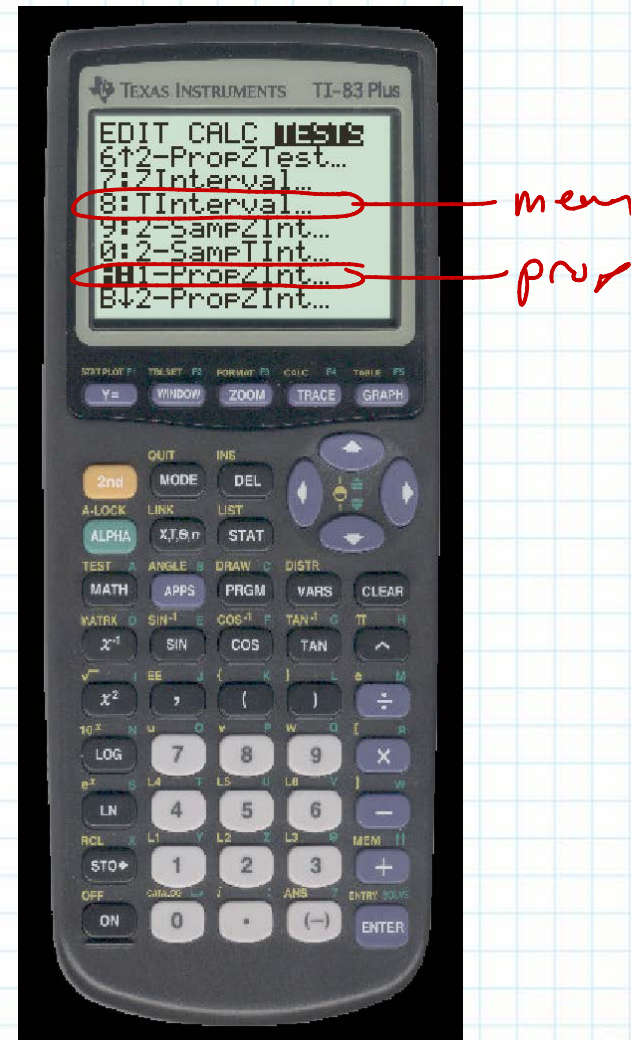 TEXAS INSTRUMENTS TI-83 Plus
EDIT CALC TESTS
6↑2-PropZTest…
7:ZInterval…
8:TInterval…
mean
9:2-SampZInt…
0:2-SampTInt…
A:1-PropZInt…
prop
B↓2-PropZInt…
STAT PLOT F1 TBLSET F2 FORMAT F3 CALC F4 TABLE F5
Y= WINDOW ZOOM TRACE GRAPH
QUIT INS
2nd MODE DEL
A-LOCK LINK LIST
ALPHA X,T,θ,n STAT
TEST A ANGLE B DRAW C DISTR
MATH APPS PRGM VARS CLEAR
MATRX D SIN-1 E COS-1 F TAN-1 G π H
x-1 SIN COS TAN ^
√ I EE J { K } L e M
x2 , ( ) ÷
10x N u O v P w Q [ R
LOG 7 8 9 ×
ex S L4 T L5 U L6 V ] W
LN 4 5 6 −
RCL X L1 Y L2 Z L3 θ MEM "
STO→ 1 2 3 +
OFF CATALOG i : ANS ? ENTRY SOLVE
ON 0 . (−) ENTER